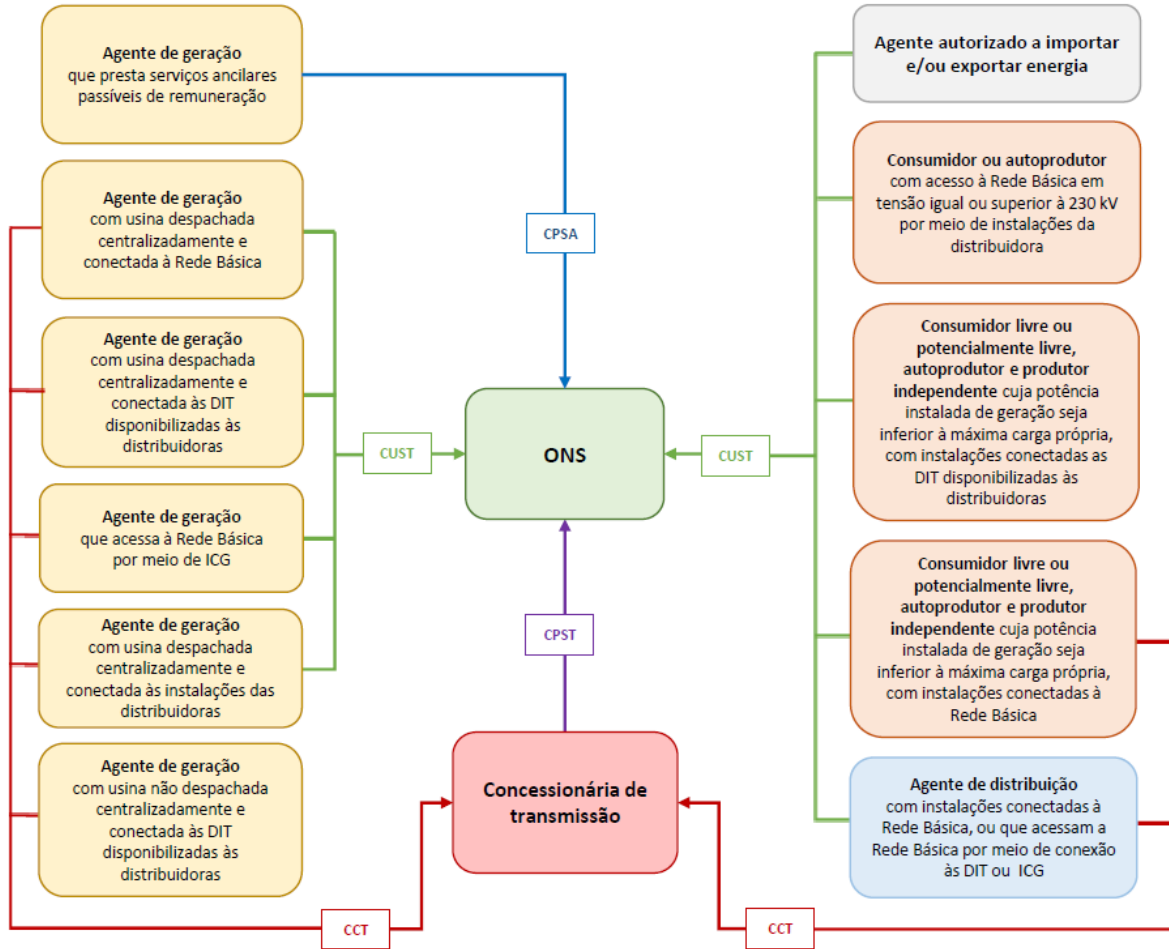 Agente de geração
que presta serviços ancilares
passíveis de remuneração
Agente de geração
com usina despachada
centralizadamente e
conectada à Rede Básica
Agente de geração
com usina despachada
centralizadamente e
conectada às DIT
disponibilizadas às
distribuidoras
Agente de geração
que acessa à Rede Básica
por meio de ICG
Agente de geração
com usina despachada
centralizadamente e
conectada às instalações das
distribuidoras
Agente de geração
com usina não despachada
centralizadamente e
conectada às DIT
disponibilizadas às
distribuidoras
CPSA
CUST
ONS
CUST
CPST
Concessionária de
transmissão
CCT
CCT
Agente autorizado a importar
e/ou exportar energia
Consumidor ou autoprodutor
com acesso à Rede Básica em
tensão igual ou superior à 230 kV
por meio de instalações da
distribuidora
Consumidor livre ou
potencialmente livre,
autoprodutor e produtor
independente cuja potência
instalada de geração seja
inferior à máxima carga própria,
com instalações conectadas as
DIT disponibilizadas às
distribuidoras
Consumidor livre ou
potencialmente livre,
autoprodutor e produtor
independente cuja potência
instalada de geração seja
inferior à máxima carga própria,
com instalações conectadas à
Rede Básica
Agente de distribuição
com instalações conectadas à
Rede Básica, ou que acessam a
Rede Básica por meio de conexão
às DIT ou ICG